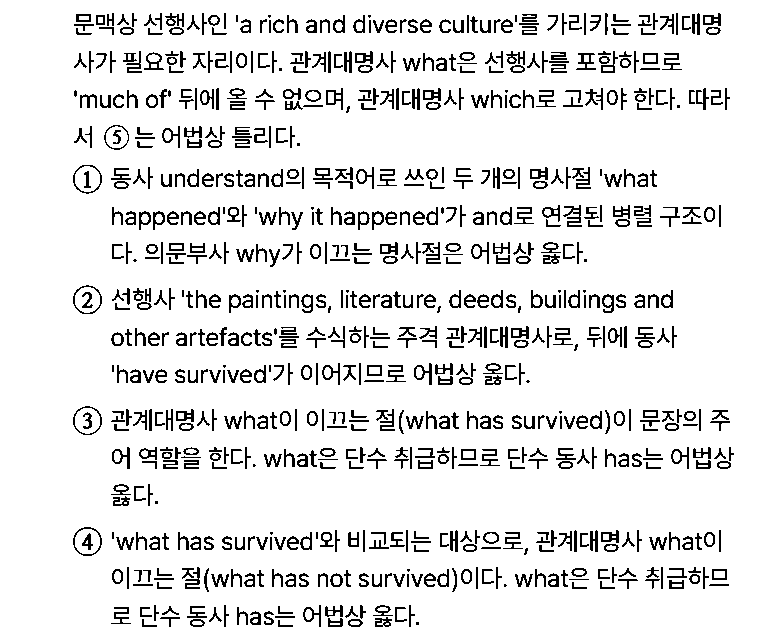 문맥상 선행사인 'a rich and diverse culture'를 가리키는 관계대명
사가 필요한 자리이다. 관계대명사 what은 선행사를 포함하므로
'much of' 뒤에 올 수 없으며, 관계대명사 which로 고쳐야 한다. 따라
서 ⑤는 어법상 틀리다.
① 동사 understand의 목적어로 쓰인 두 개의 명사절 'what
happened'와 'why it happened'가 and로 연결된 병렬 구조이
다. 의문부사 why가 이끄는 명사절은 어법상 옳다.
② 선행사 'the paintings, literature, deeds, buildings and
other artefacts'를 수식하는 주격 관계대명사로, 뒤에 동사
'have survived'가 이어지므로 어법상 옳다.
③ 관계대명사 what이 이끄는 절(what has survived)이 문장의 주
어 역할을 한다. what은 단수 취급하므로 단수 동사 has는 어법상
옳다.
④ 'what has survived'와 비교되는 대상으로, 관계대명사 what이
이끄는 절(what has not survived)이다. what은 단수 취급하므
로 단수 동사 has는 어법상 옳다.